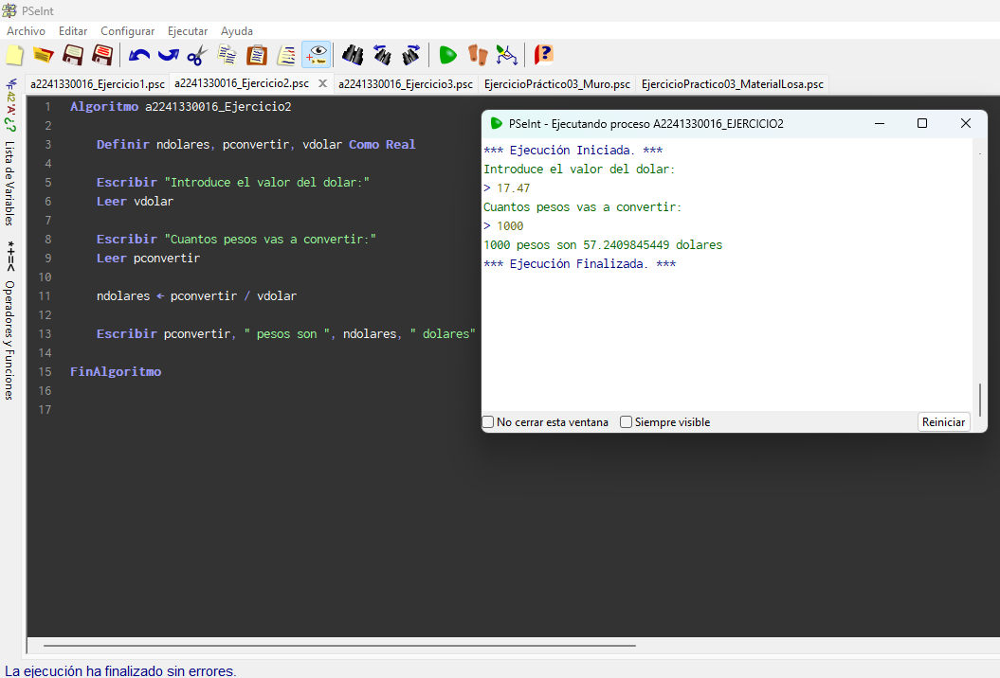 PSeInt
Archivo Editar Configurar Ejecutar Ayuda
a2241330016_Ejercicio1.psc a2241330016_Ejercicio2.psc a2241330016_Ejercicio3.psc EjercicioPráctico03_Muro.psc EjercicioPractico03_MaterialLosa.psc
Lista de Variables
*+=< Operadores y Funciones
1 Algoritmo a2241330016_Ejercicio2
2
3 Definir ndolares, pconvertir, vdolar Como Real
4
5 Escribir "Introduce el valor del dolar:"
6 Leer vdolar
7
8 Escribir "Cuantos pesos vas a convertir:"
9 Leer pconvertir
10
11 ndolares ← pconvertir / vdolar
12
13 Escribir pconvertir, " pesos son ", ndolares, " dolares"
14
15 FinAlgoritmo
16
17
PSeInt - Ejecutando proceso A2241330016_EJERCICIO2
*** Ejecución Iniciada. ***
Introduce el valor del dolar:
> 17.47
Cuantos pesos vas a convertir:
> 1000
1000 pesos son 57.2409845449 dolares
*** Ejecución Finalizada. ***
No cerrar esta ventana Siempre visible Reiniciar
La ejecución ha finalizado sin errores.